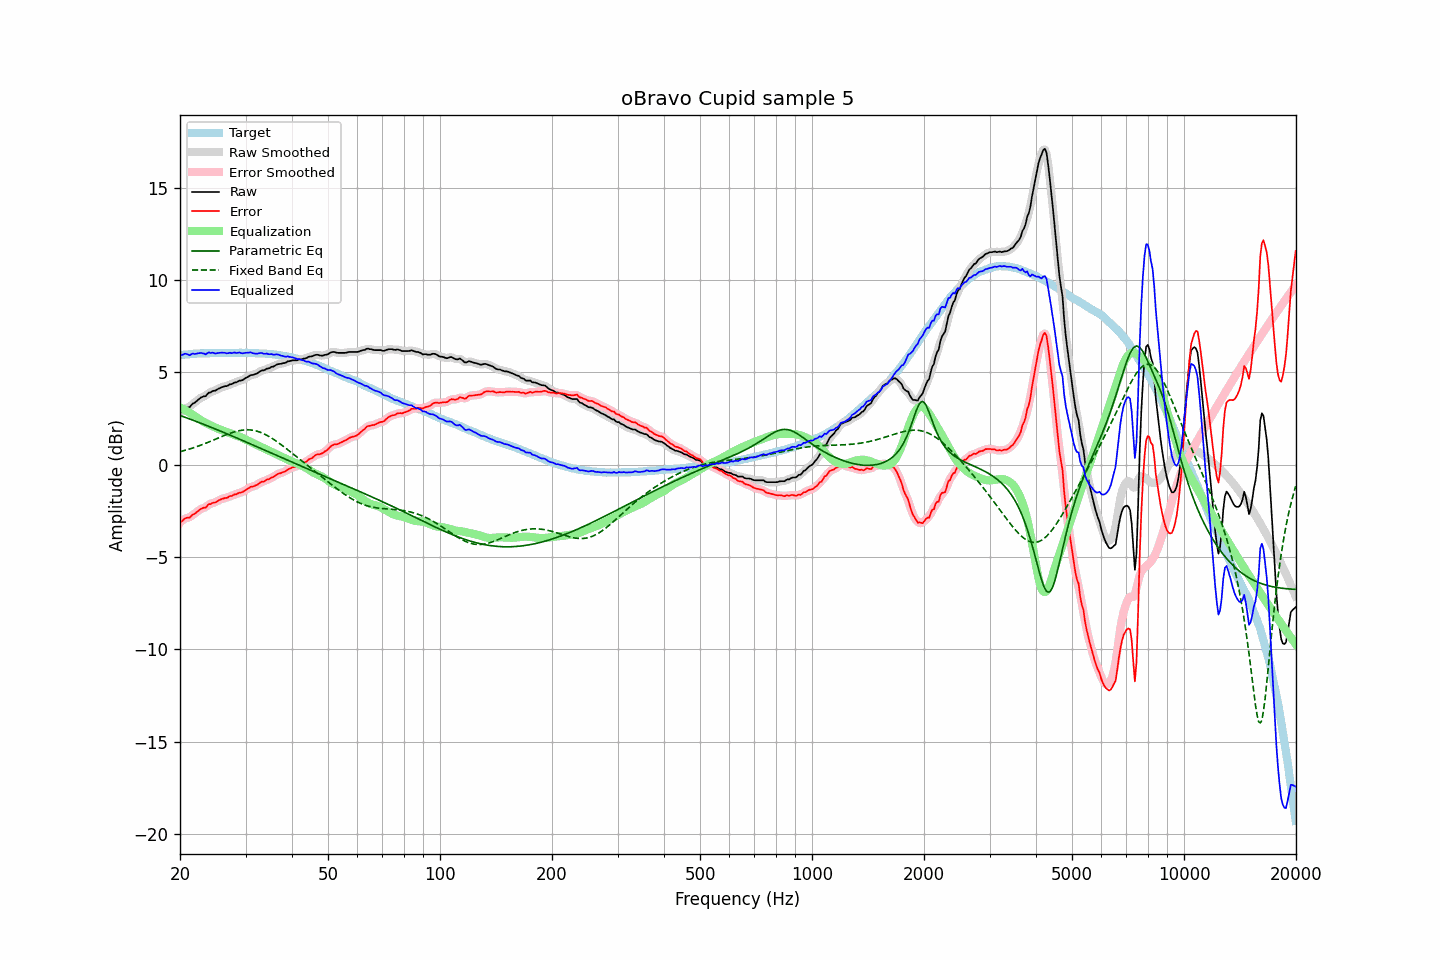 oBravo Cupid sample 5
Target
Raw Smoothed
Error Smoothed
Raw
Error
Equalization
Parametric Eq
Fixed Band Eq
Equalized
15
10
5
0
−5
−10
−15
−20
Amplitude (dBr)
20 50 100 200 500 1000 2000 5000 10000 20000
Frequency (Hz)